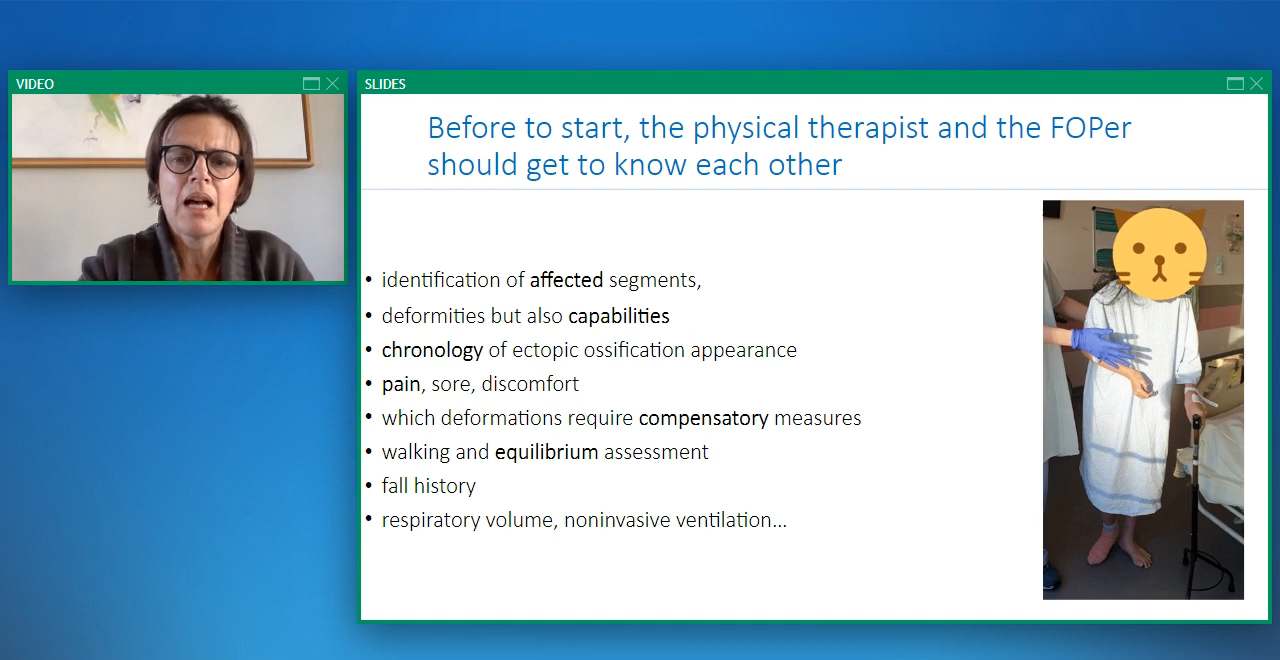 VIDEO
SLIDES
Before to start, the physical therapist and the FOPer
should get to know each other
• identification of affected segments,
• deformities but also capabilities
• chronology of ectopic ossification appearance
• pain, sore, discomfort
• which deformations require compensatory measures
• walking and equilibrium assessment
• fall history
• respiratory volume, noninvasive ventilation...